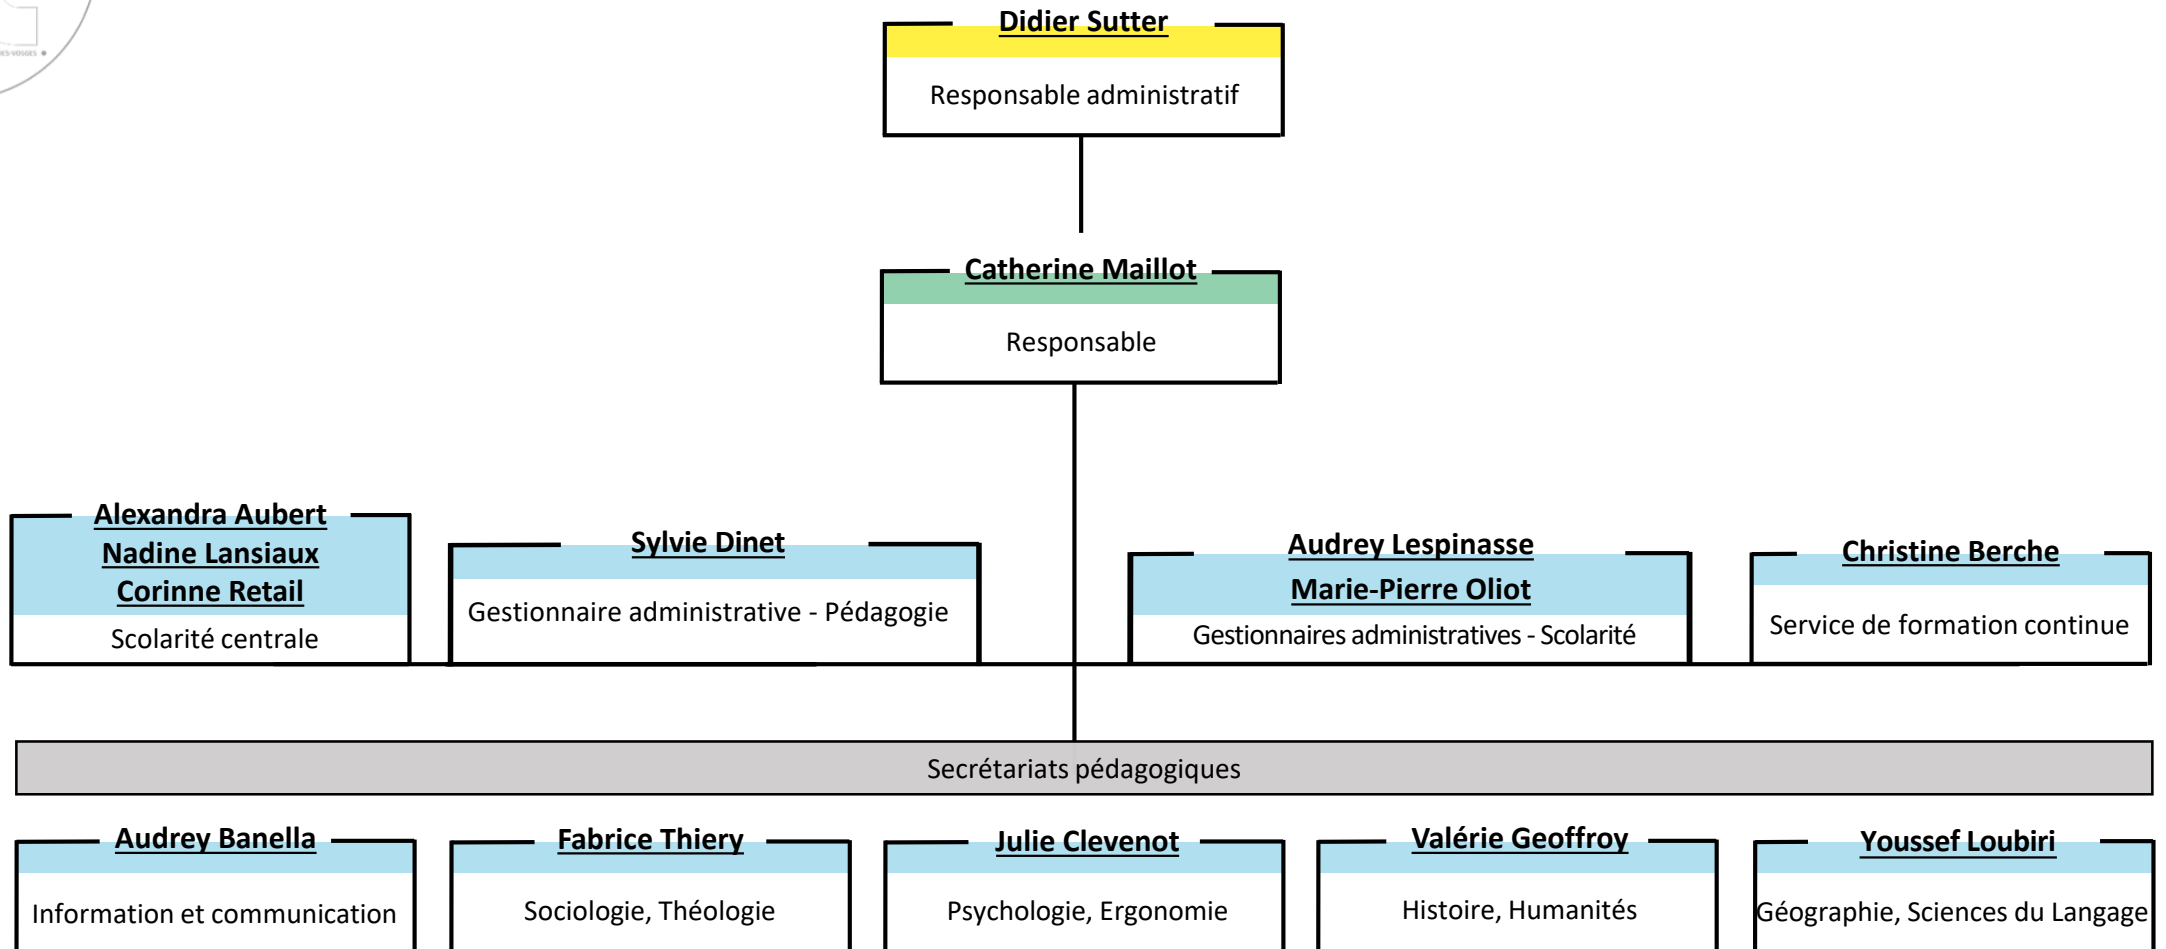 Didier Sutter
Responsable administratif
Catherine Maillot
Responsable
Alexandra Aubert
Nadine Lansiaux
Corinne Retail
Scolarité centrale
Sylvie Dinet
Gestionnaire administrative - Pédagogie
Audrey Lespinasse
Marie-Pierre Oliot
Gestionnaires administratives - Scolarité
Christine Berche
Service de formation continue
Secrétariats pédagogiques
Audrey Banella
Information et communication
Fabrice Thiery
Sociologie, Théologie
Julie Clevenot
Psychologie, Ergonomie
Valérie Geoffroy
Histoire, Humanités
Youssef Loubiri
Géographie, Sciences du Langage